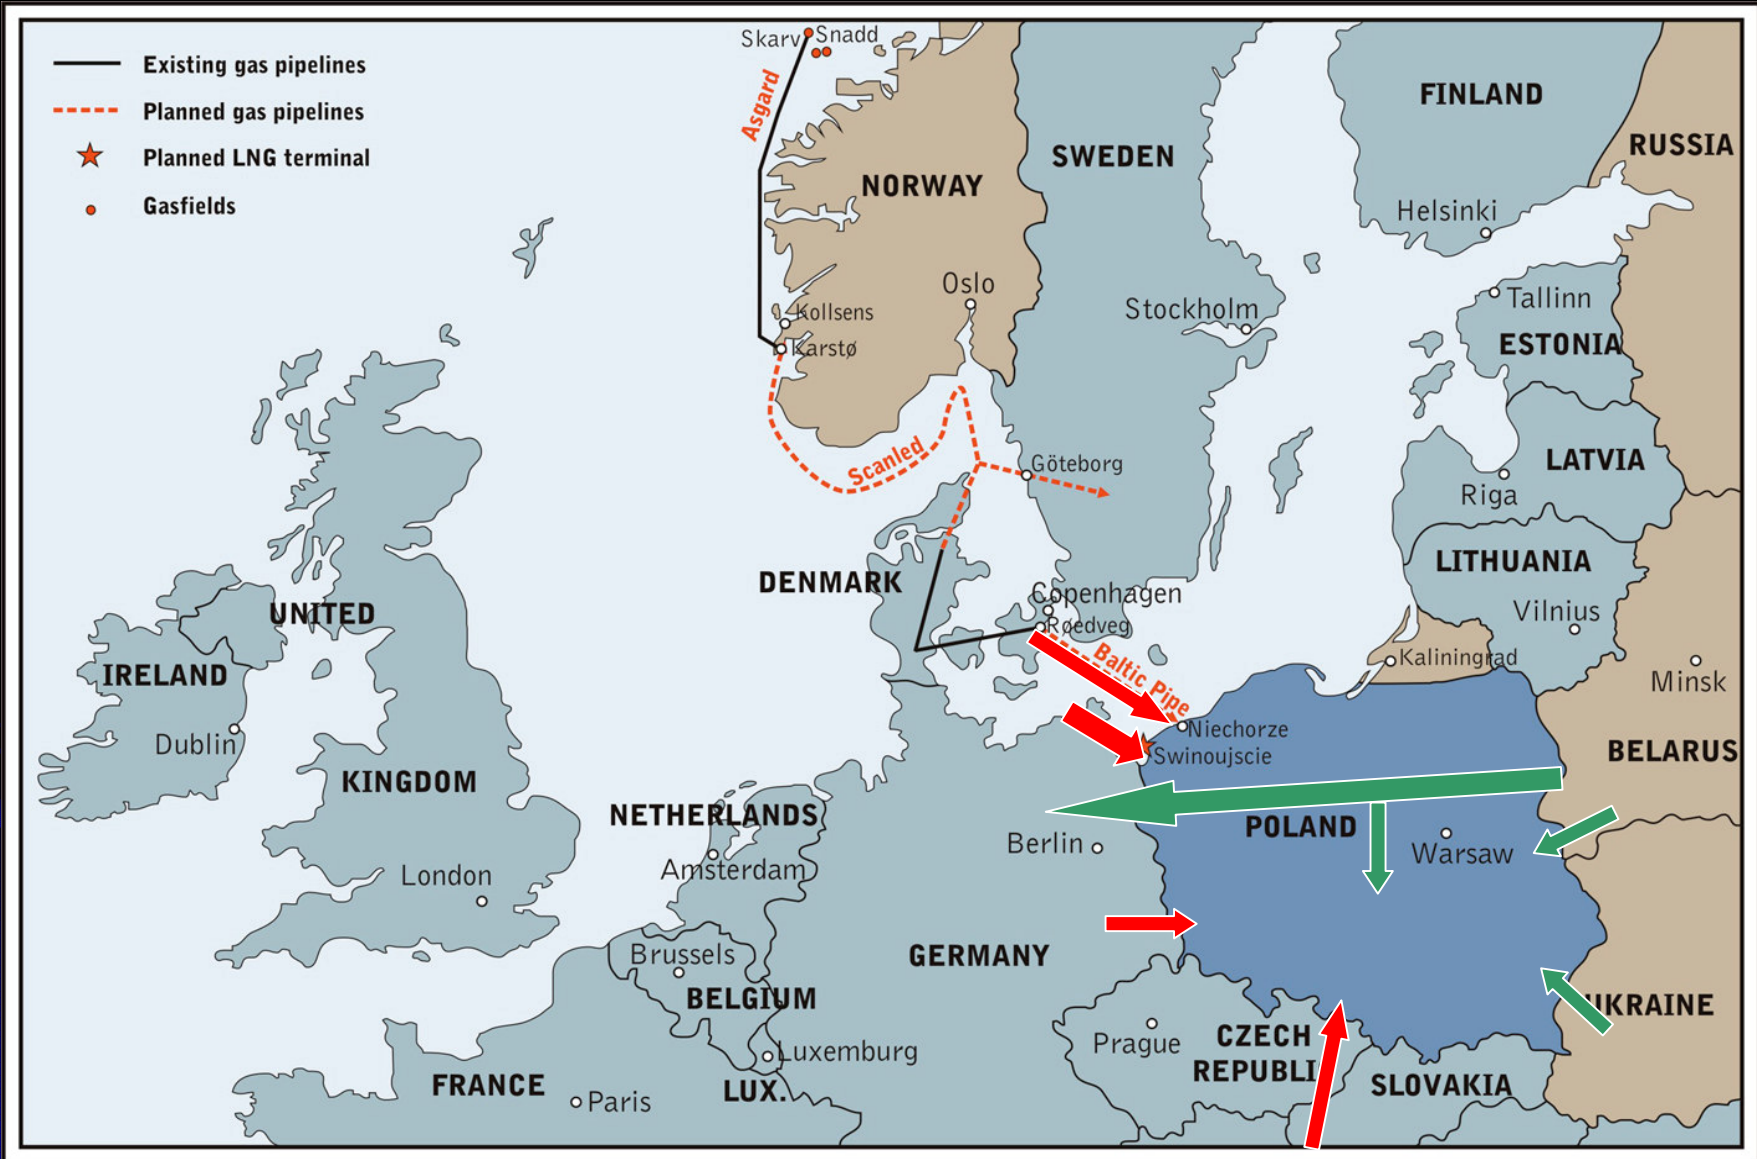 Existing gas pipelines
Planned gas pipelines
Planned LNG terminal
Gasfields
Skarv
Snadd
Asgard
NORWAY
SWEDEN
FINLAND
RUSSIA
Helsinki
Oslo
Kollsens
Karstø
Stockholm
Tallinn
ESTONIA
Scanled
Göteborg
LATVIA
Riga
DENMARK
LITHUANIA
Vilnius
Copenhagen
Røedveg
Baltic Pipe
Kaliningrad
Minsk
UNITED
IRELAND
Dublin
KINGDOM
Niechorze
Swinoujscie
BELARUS
NETHERLANDS
POLAND
Berlin
Warsaw
Amsterdam
London
GERMANY
Brussels
BELGIUM
UKRAINE
Prague
CZECH
REPUBLI
Luxemburg
LUX.
SLOVAKIA
FRANCE
Paris